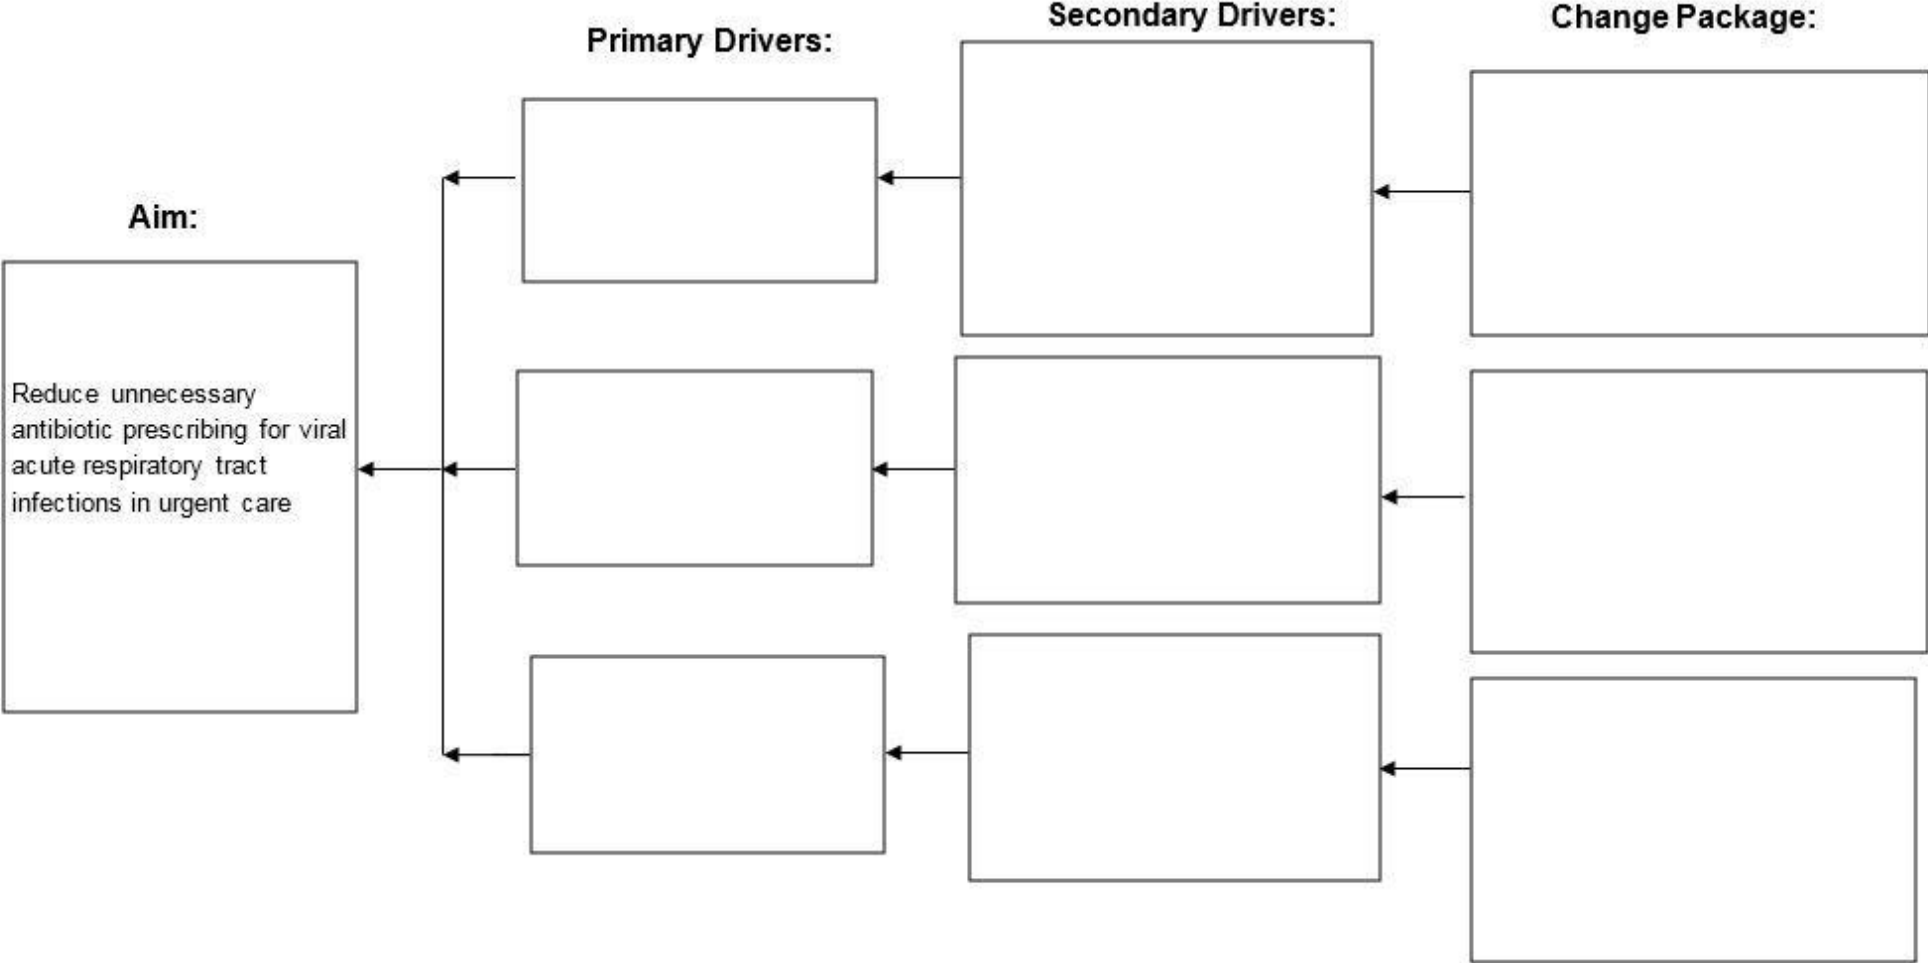 Secondary Drivers:
Change Package:
Primary Drivers:
Aim:
Reduce unnecessary
antibiotic prescribing for viral
acute respiratory tract
infections in urgent care